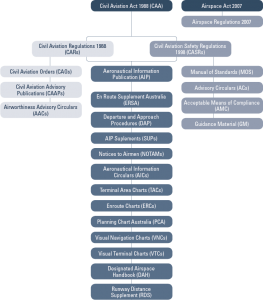 Civil Aviation Act 1988 (CAA)
Airspace Act 2007
Airspace Regulations 2007
Civil Aviation Regulations 1988
(CARs)
Civil Aviation Safety Regulations
1998 (CASRs)
Civil Aviation Orders (CAOs)
Civil Aviation Advisory
Publications (CAAPs)
Airworthiness Advisory Circulars
(AACs)
Aeronautical Information
Publication (AIP)
En Route Supplement Australia
(ERSA)
Departure and Approach
Procedures (DAP)
AIP Supplements (SUPs)
Notices to Airmen (NOTAMs)
Aeronautical Information
Circulars (AICs)
Terminal Area Charts (TACs)
Enroute Charts (ERCs)
Planning Chart Australia (PCA)
Visual Navigation Charts (VNCs)
Visual Terminal Charts (VTCs)
Designated Airspace
Handbook (DAH)
Runway Distance
Supplement (RDS)
Manual of Standards (MOS)
Advisory Circulars (ACs)
Acceptable Means of Compliance
(AMC)
Guidance Material (GM)